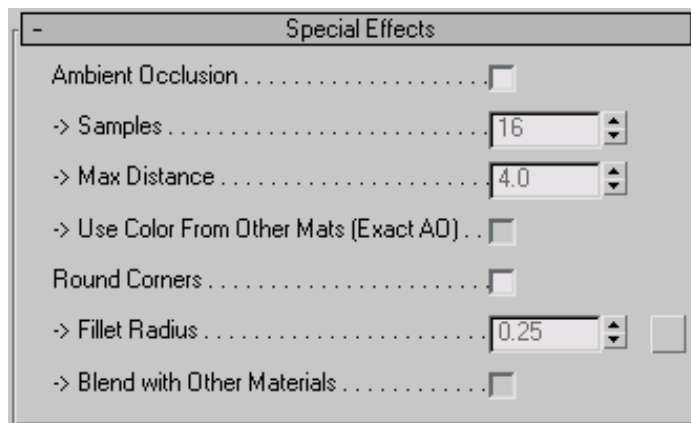 - Special Effects
Ambient Occlusion . . . . . . . . . . . . . . . . . . . . .
-> Samples . . . . . . . . . . . . . . . . . . . . . . . . . . . 16
-> Max Distance . . . . . . . . . . . . . . . . . . . . . . . 4.0
-> Use Color From Other Mats (Exact AO) . .
Round Corners . . . . . . . . . . . . . . . . . . . . . . . .
-> Fillet Radius . . . . . . . . . . . . . . . . . . . . . . . . 0.25
-> Blend with Other Materials . . . . . . . . . . . .